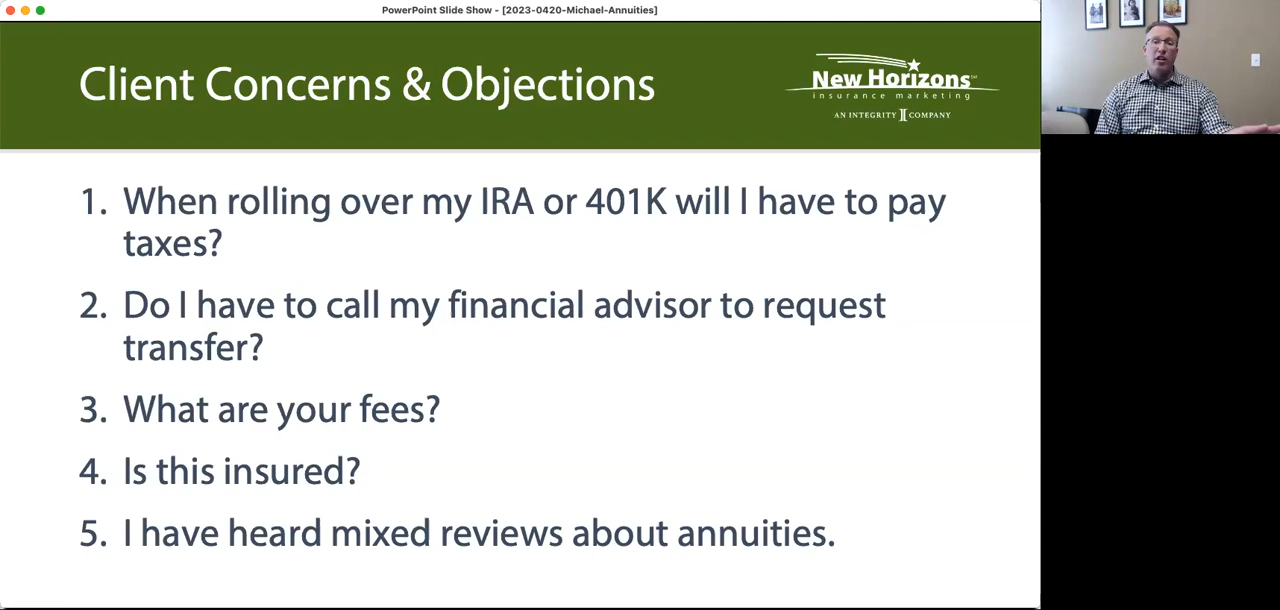 PowerPoint Slide Show - [2023-0420-Michael-Annuities]
Client Concerns & Objections
New Horizons™
insurance marketing
AN INTEGRITY COMPANY
1. When rolling over my IRA or 401K will I have to pay
taxes?
2. Do I have to call my financial advisor to request
transfer?
3. What are your fees?
4. Is this insured?
5. I have heard mixed reviews about annuities.